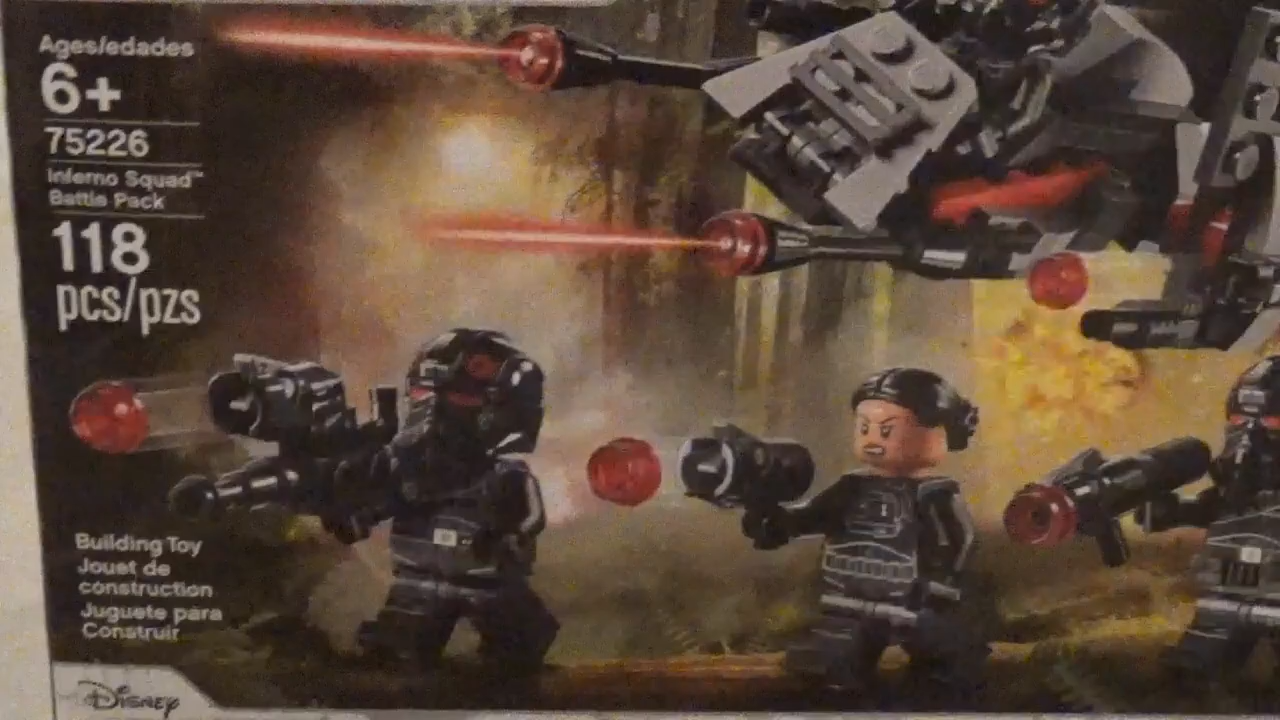 Ages/edades
6+
75226
Inferno Squad™
Battle Pack
118
pcs/pzs
Building Toy
Jouet de
construction
Juguete para
Construir
Disney